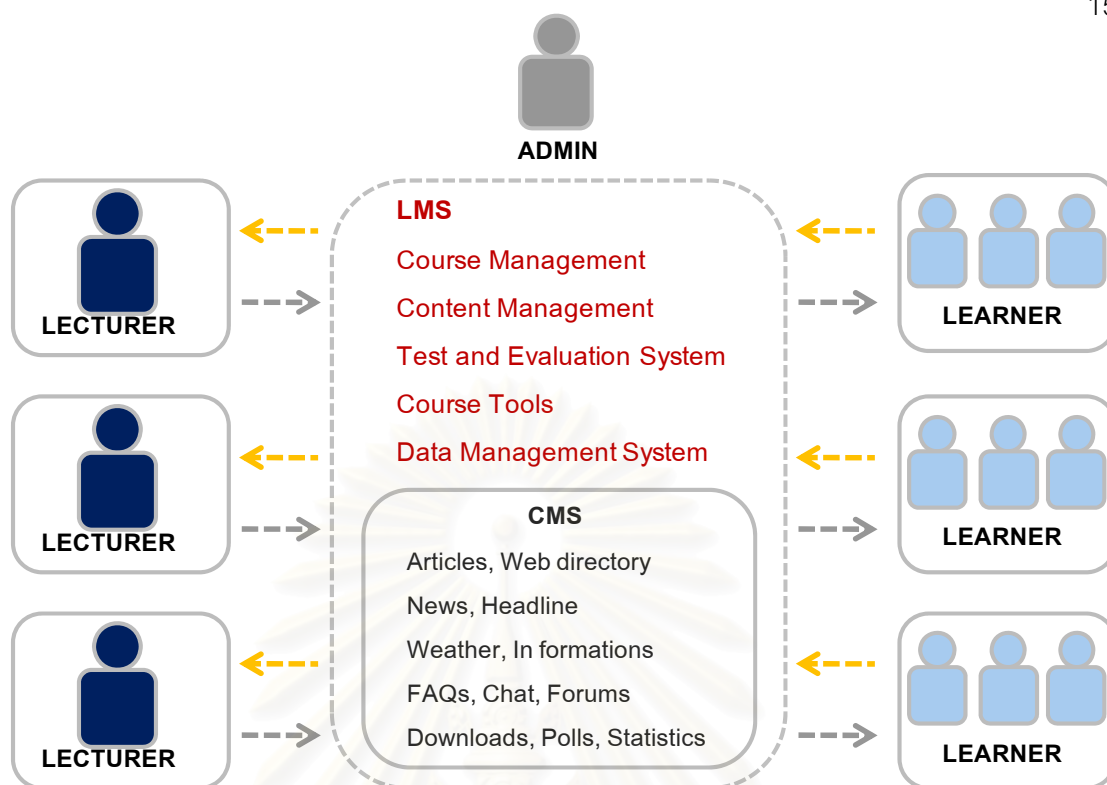 15
ADMIN
LMS
Course Management
Content Management
Test and Evaluation System
Course Tools
Data Management System
CMS
Articles, Web directory
News, Headline
Weather, In formations
FAQs, Chat, Forums
Downloads, Polls, Statistics
LECTURER
LECTURER
LECTURER
LEARNER
LEARNER
LEARNER